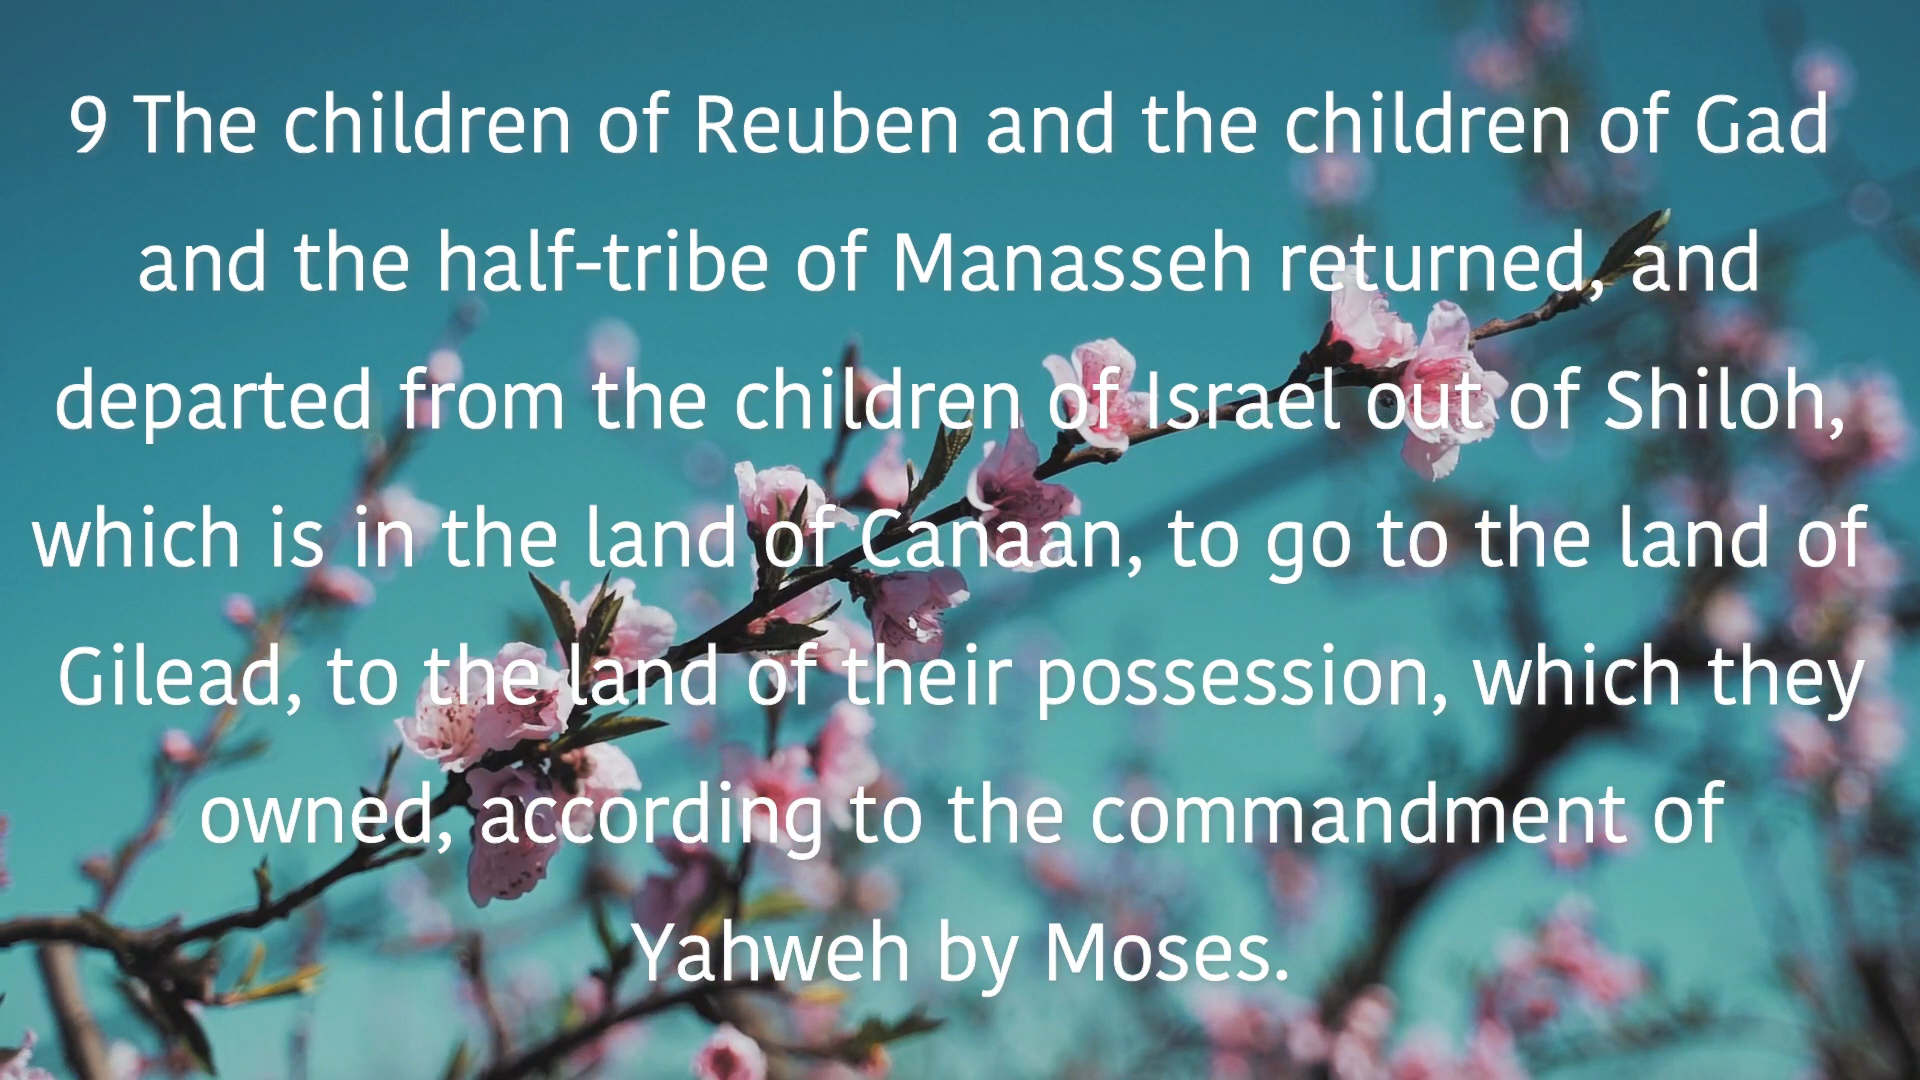 9 The children of Reuben and the children of Gad
and the half-tribe of Manasseh returned, and
departed from the children of Israel out of Shiloh,
which is in the land of Canaan, to go to the land of
Gilead, to the land of their possession, which they
owned, according to the commandment of
Yahweh by Moses.